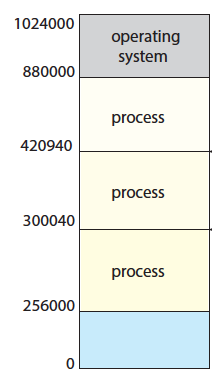 1024000
operating
system
880000
process
420940
process
300040
process
256000
0